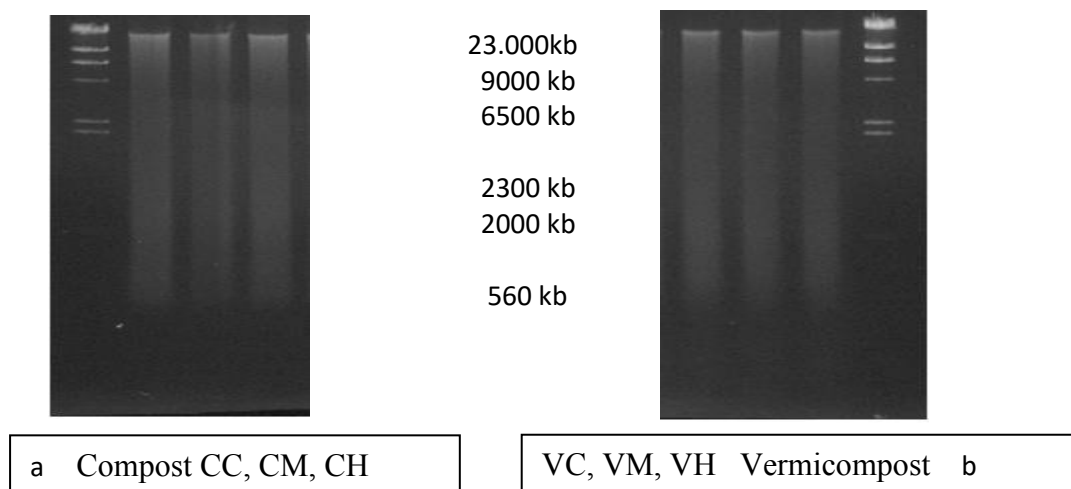 23.000kb
9000 kb
6500 kb
2300 kb
2000 kb
560 kb
a Compost CC, CM, CH
VC, VM, VH Vermicompost b